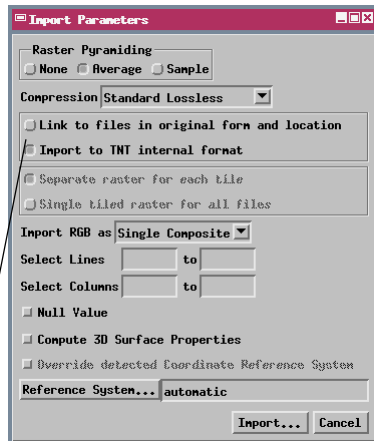 Import Parameters
Raster Pyramiding
None Average Sample
Compression Standard Lossless
Link to files in original form and location
Import to TNT internal format
Separate raster for each tile
Single tiled raster for all files
Import RGB as Single Composite
Select Lines to
Select Columns to
Null Value
Compute 3D Surface Properties
Override detected Coordinate Reference System
Reference System... automatic
Import... Cancel